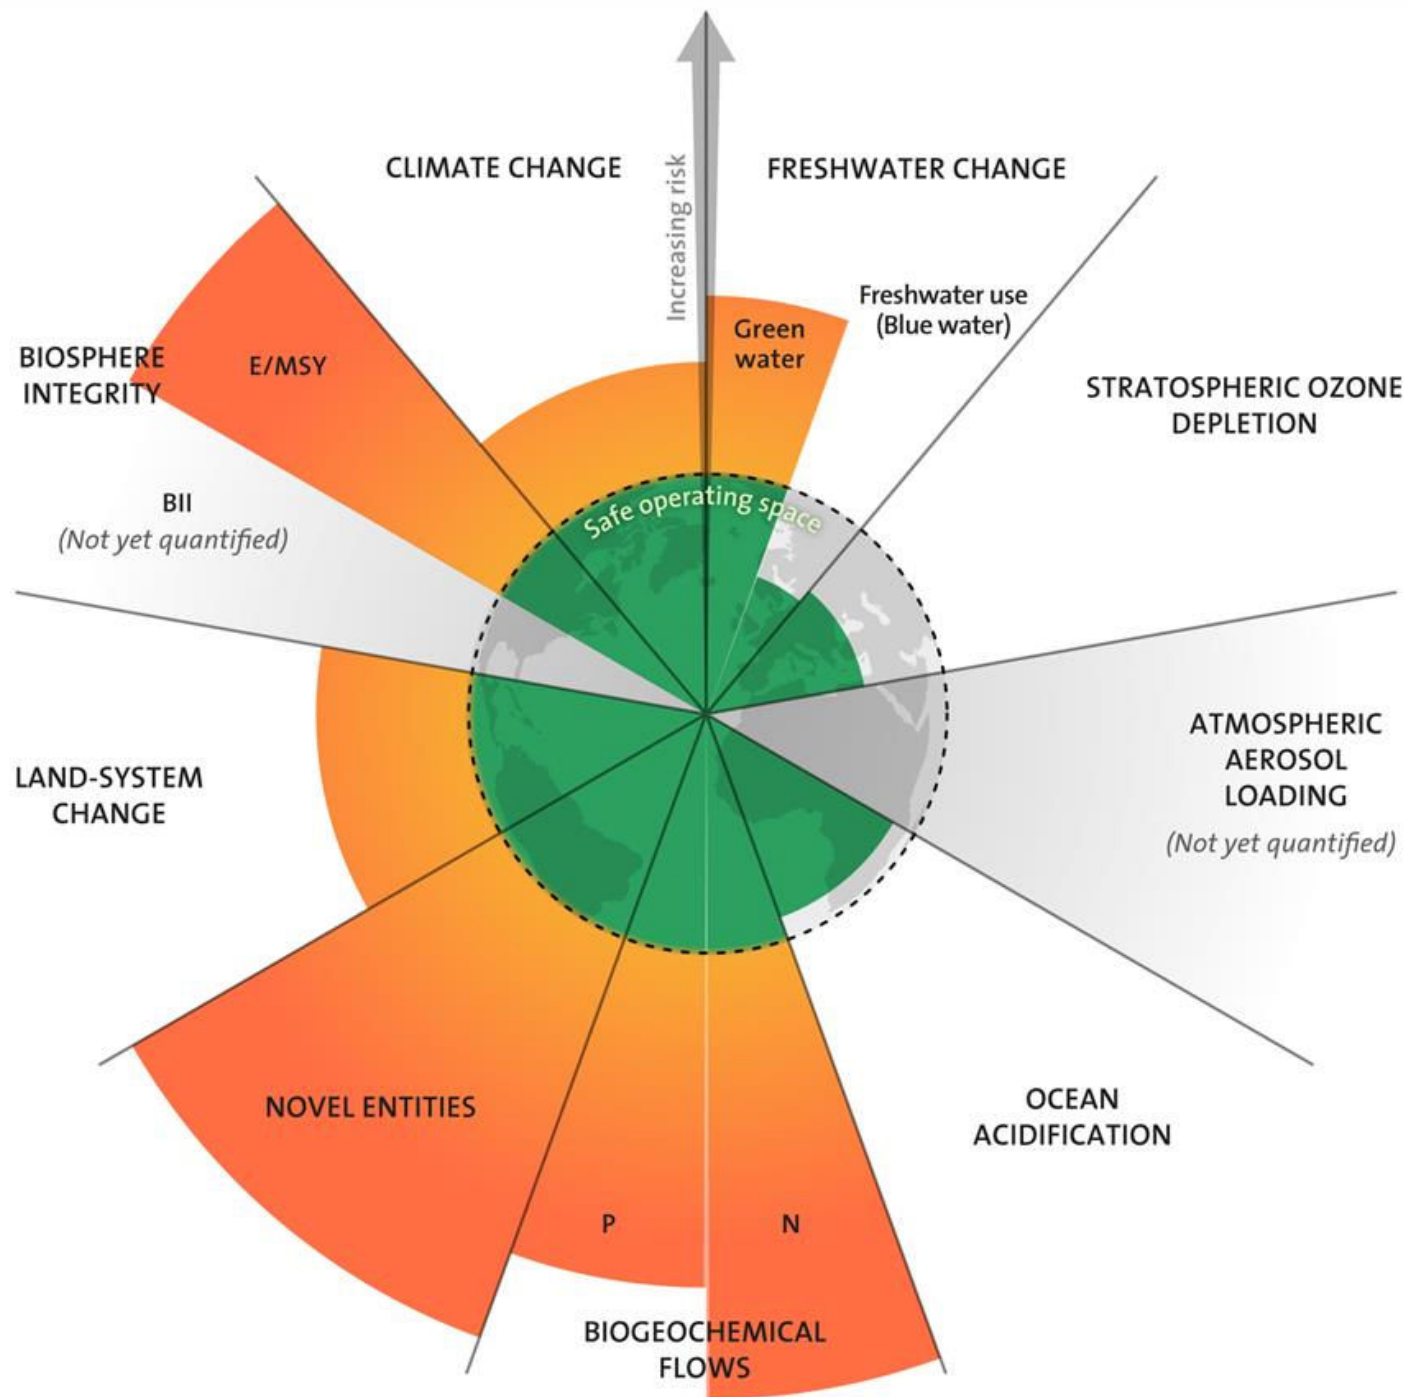 CLIMATE CHANGE
Increasing risk
FRESHWATER CHANGE
Green
water
Freshwater use
(Blue water)
STRATOSPHERIC OZONE
DEPLETION
ATMOSPHERIC
AEROSOL
LOADING
(Not yet quantified)
OCEAN
ACIDIFICATION
N
P
BIOGEOCHEMICAL
FLOWS
NOVEL ENTITIES
LAND-SYSTEM
CHANGE
BIOSPHERE
INTEGRITY
E/MSY
BII
(Not yet quantified)
Safe operating space